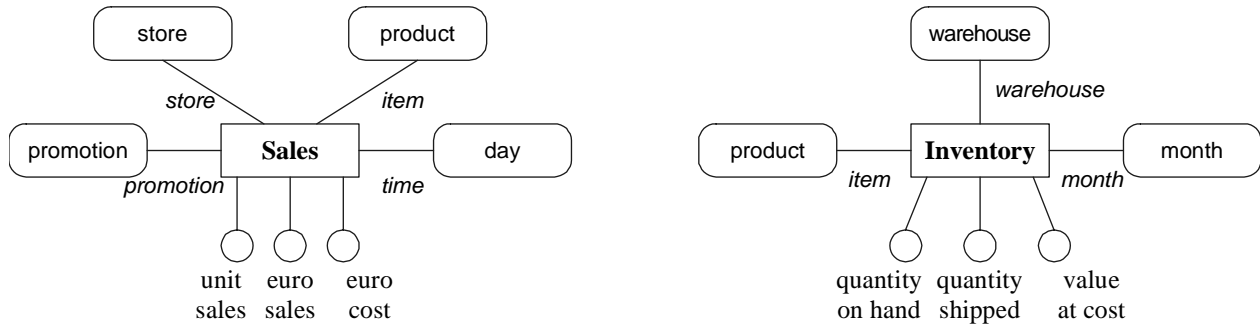 store
product
store
item
promotion
Sales
day
promotion
time
unit
sales
euro
sales
euro
cost
warehouse
warehouse
product
Inventory
month
item
month
quantity
on hand
quantity
shipped
value
at cost